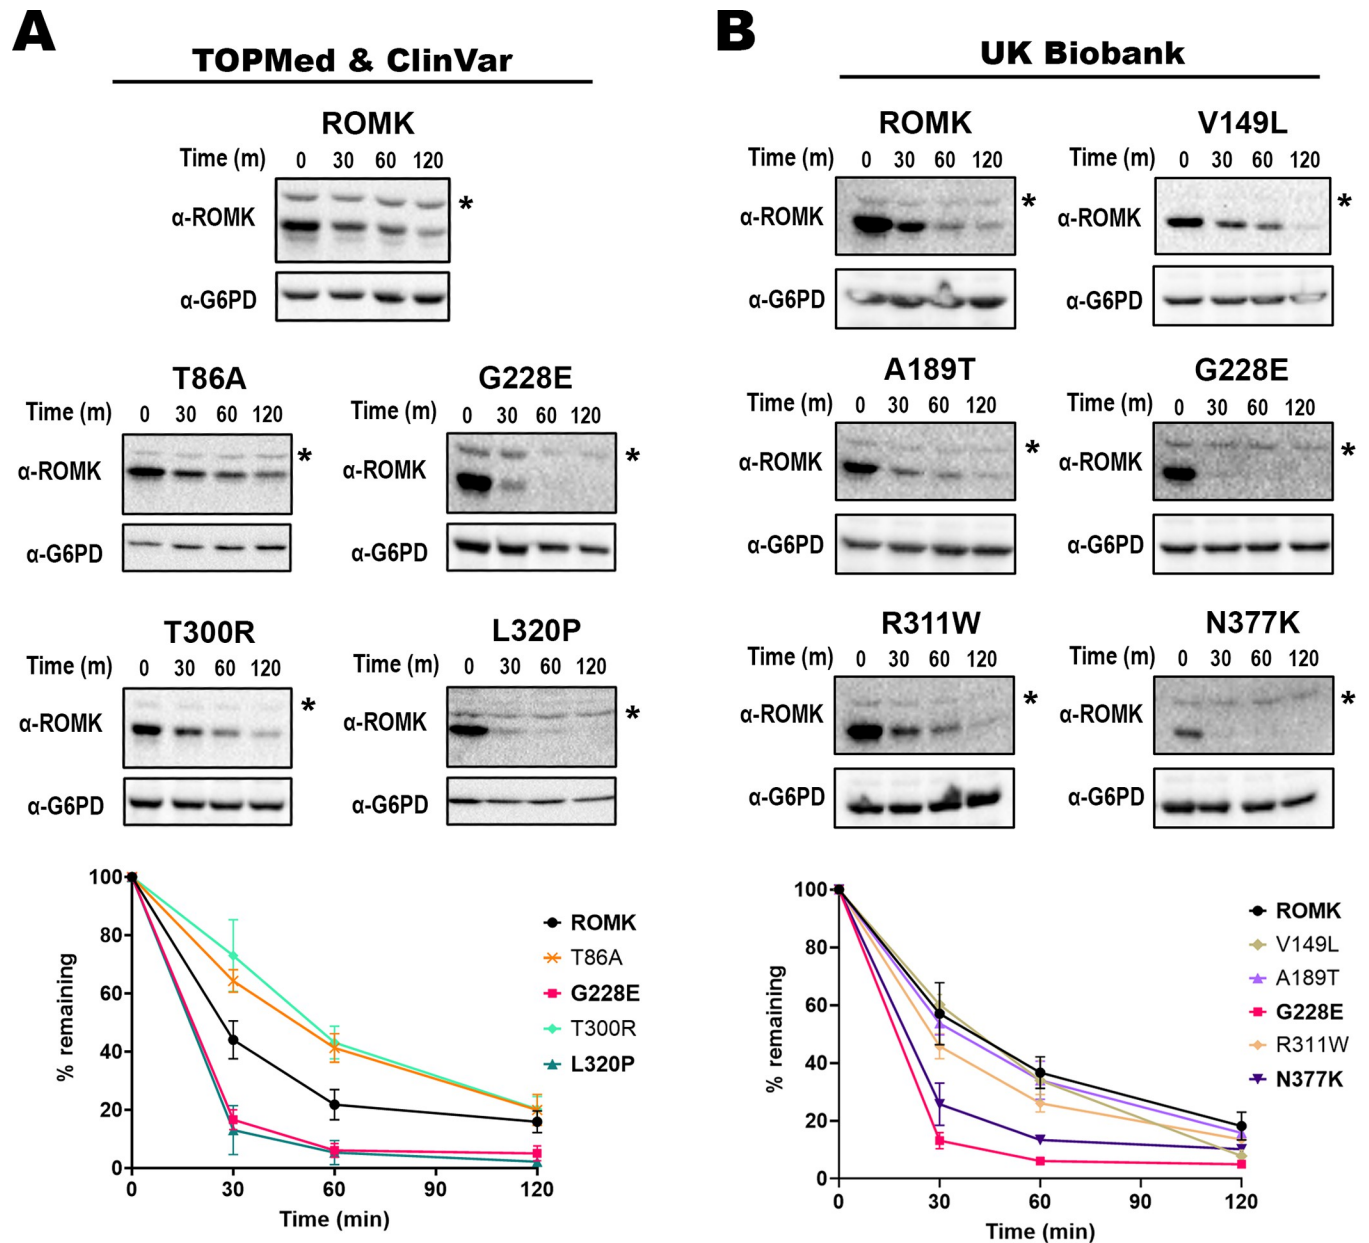 A
TOPMed & ClinVar
ROMK
Time (m) 0 30 60 120
α-ROMK
*
α-G6PD
T86A
Time (m) 0 30 60 120
α-ROMK
*
α-G6PD
G228E
Time (m) 0 30 60 120
α-ROMK
*
α-G6PD
T300R
Time (m) 0 30 60 120
α-ROMK
*
α-G6PD
L320P
Time (m) 0 30 60 120
α-ROMK
*
α-G6PD
100
80
60
40
20
0
% remaining
0 30 60 90 120
Time (min)
ROMK
T86A
G228E
T300R
L320P
B
UK Biobank
ROMK
Time (m) 0 30 60 120
α-ROMK
*
α-G6PD
V149L
Time (m) 0 30 60 120
α-ROMK
*
α-G6PD
A189T
Time (m) 0 30 60 120
α-ROMK
*
α-G6PD
G228E
Time (m) 0 30 60 120
α-ROMK
*
α-G6PD
R311W
Time (m) 0 30 60 120
α-ROMK
*
α-G6PD
N377K
Time (m) 0 30 60 120
α-ROMK
*
α-G6PD
100
80
60
40
20
0
% remaining
0 30 60 90 120
Time (min)
ROMK
V149L
A189T
G228E
R311W
N377K